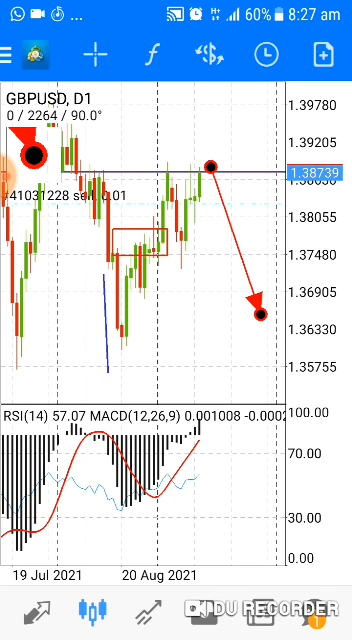 60% 8:27 am
GBPUSD, D1
0 / 2264 / 90.0°
#41031228 sell 0.01
1.39780
1.39205
1.38739
1.38055
1.37480
1.36905
1.36330
1.35755
RSI(14) 57.07 MACD(12,26,9) 0.001008 -0.000
100.00
70.00
30.00
0.00
19 Jul 2021 20 Aug 2021
DU RECORDER
1